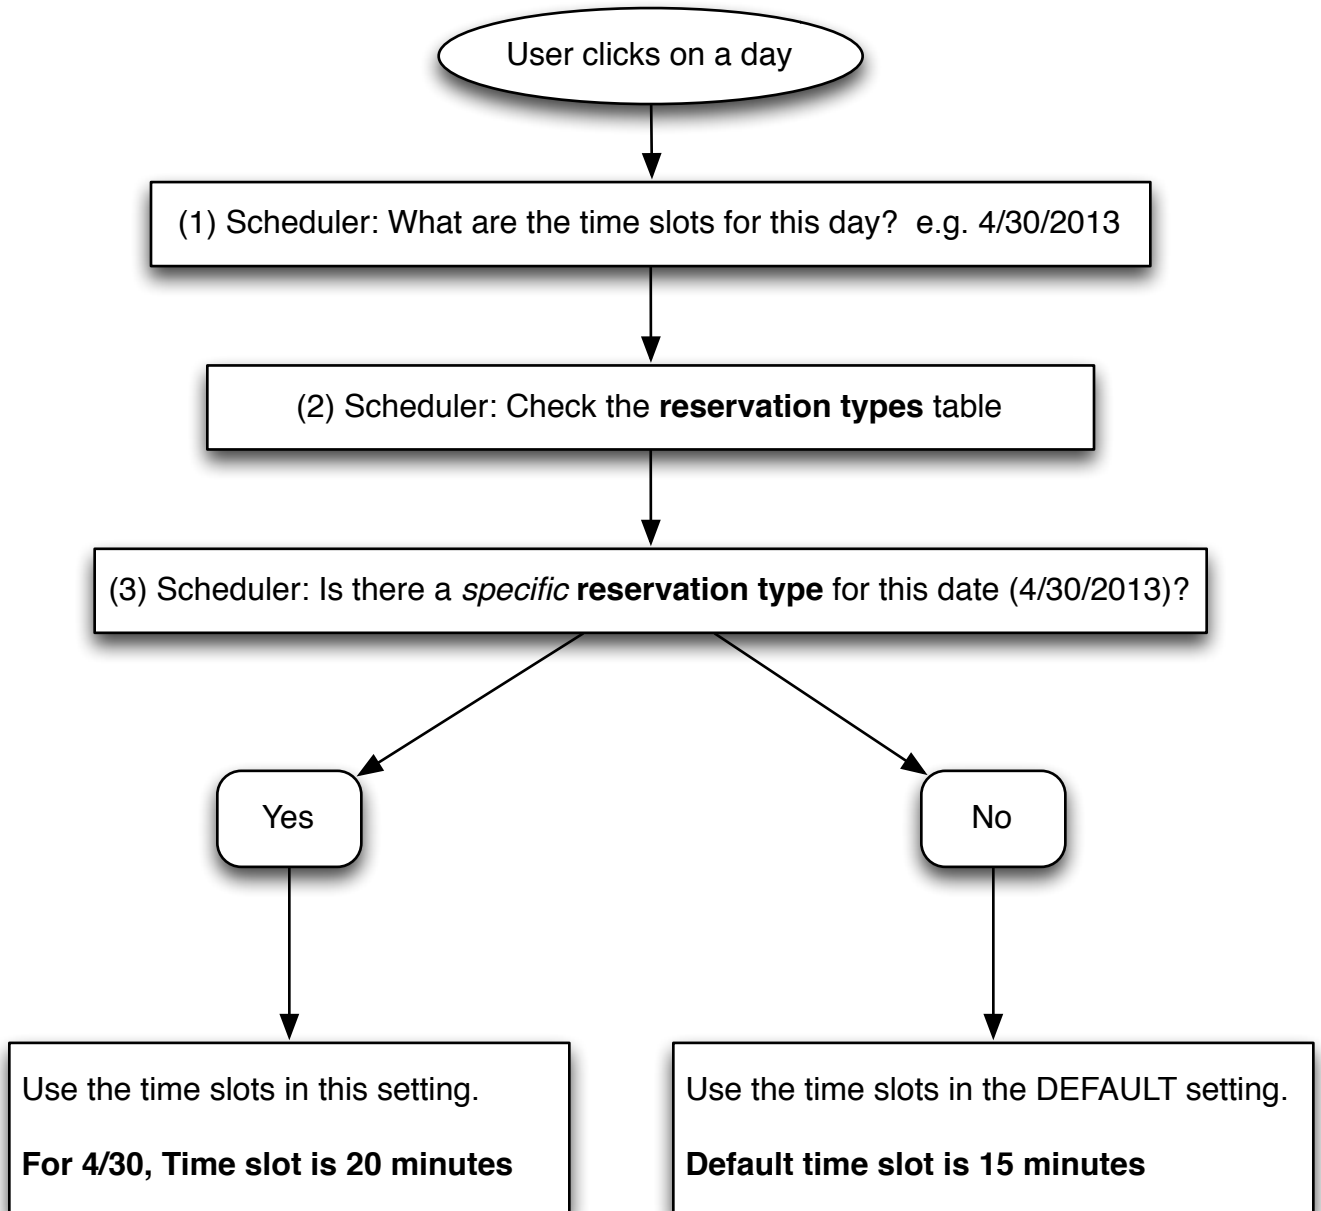 User clicks on a day
(1) Scheduler: What are the time slots for this day?  e.g. 4/30/2013
(2) Scheduler: Check the reservation types table
(3) Scheduler: Is there a specific reservation type for this date (4/30/2013)?
Yes
No
Use the time slots in this setting.
For 4/30, Time slot is 20 minutes
Use the time slots in the DEFAULT setting.
Default time slot is 15 minutes